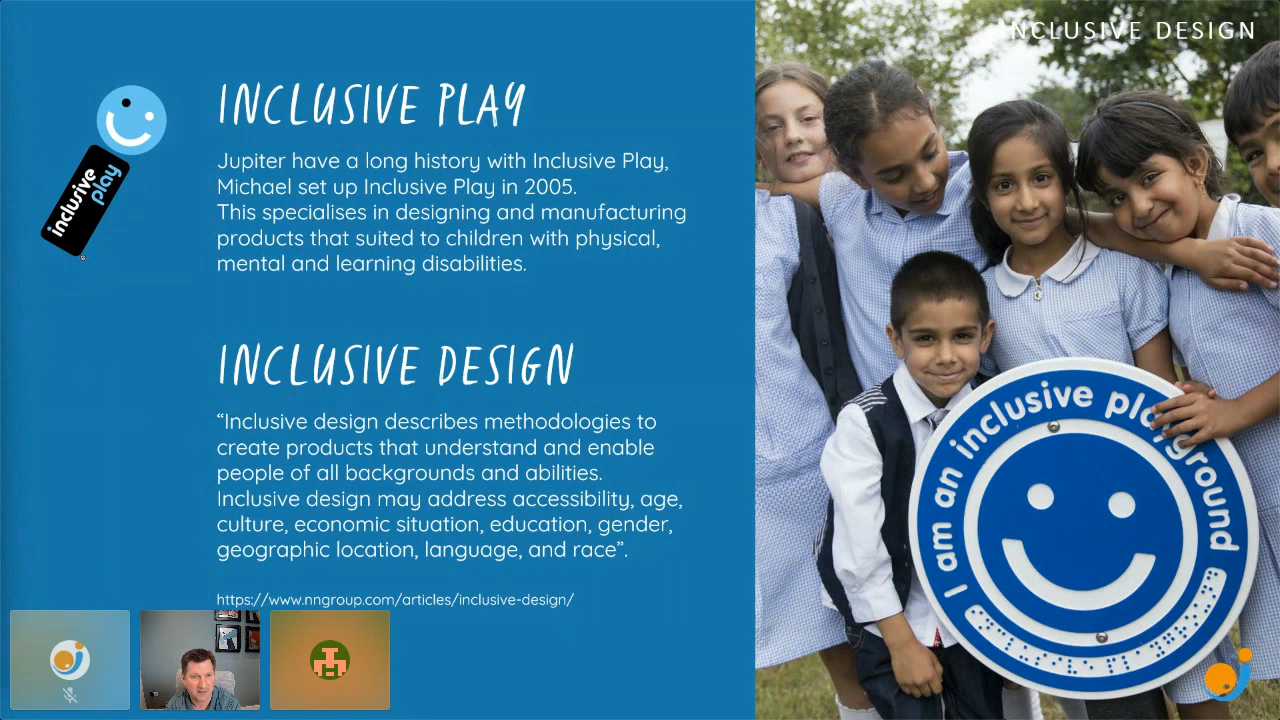 INCLUSIVE DESIGN
INCLUSIVE PLAY
Jupiter have a long history with Inclusive Play,
Michael set up Inclusive Play in 2005.
This specialises in designing and manufacturing
products that suited to children with physical,
mental and learning disabilities.
inclusive
play
INCLUSIVE DESIGN
“Inclusive design describes methodologies to
create products that understand and enable
people of all backgrounds and abilities.
Inclusive design may address accessibility, age,
culture, economic situation, education, gender,
geographic location, language, and race”.
https://www.nngroup.com/articles/inclusive-design/
I am an inclusive playground